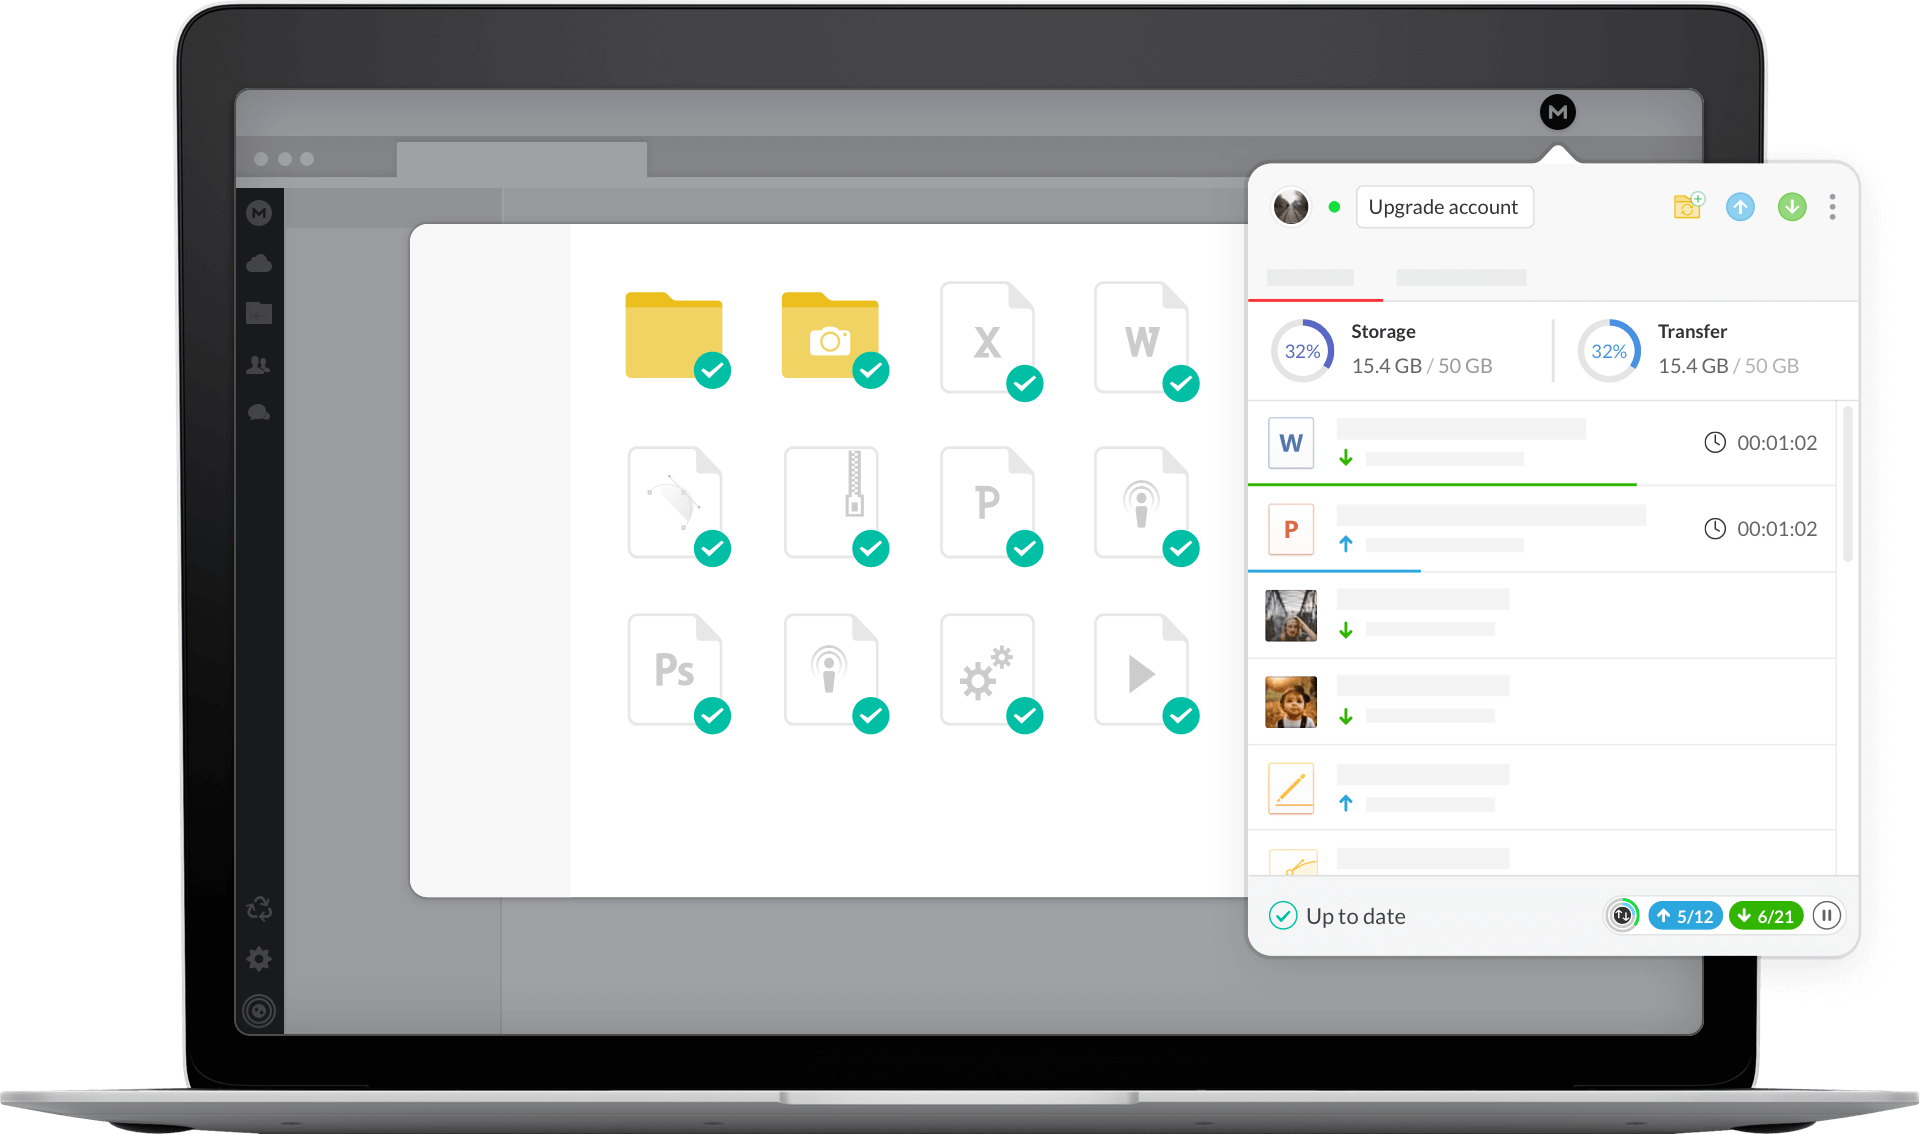 M
Upgrade account
M
32%
Storage
15.4 GB / 50 GB
32%
Transfer
15.4 GB / 50 GB
X
W
W
00:01:02
P
P
00:01:02
Ps
Up to date
5/12
6/21